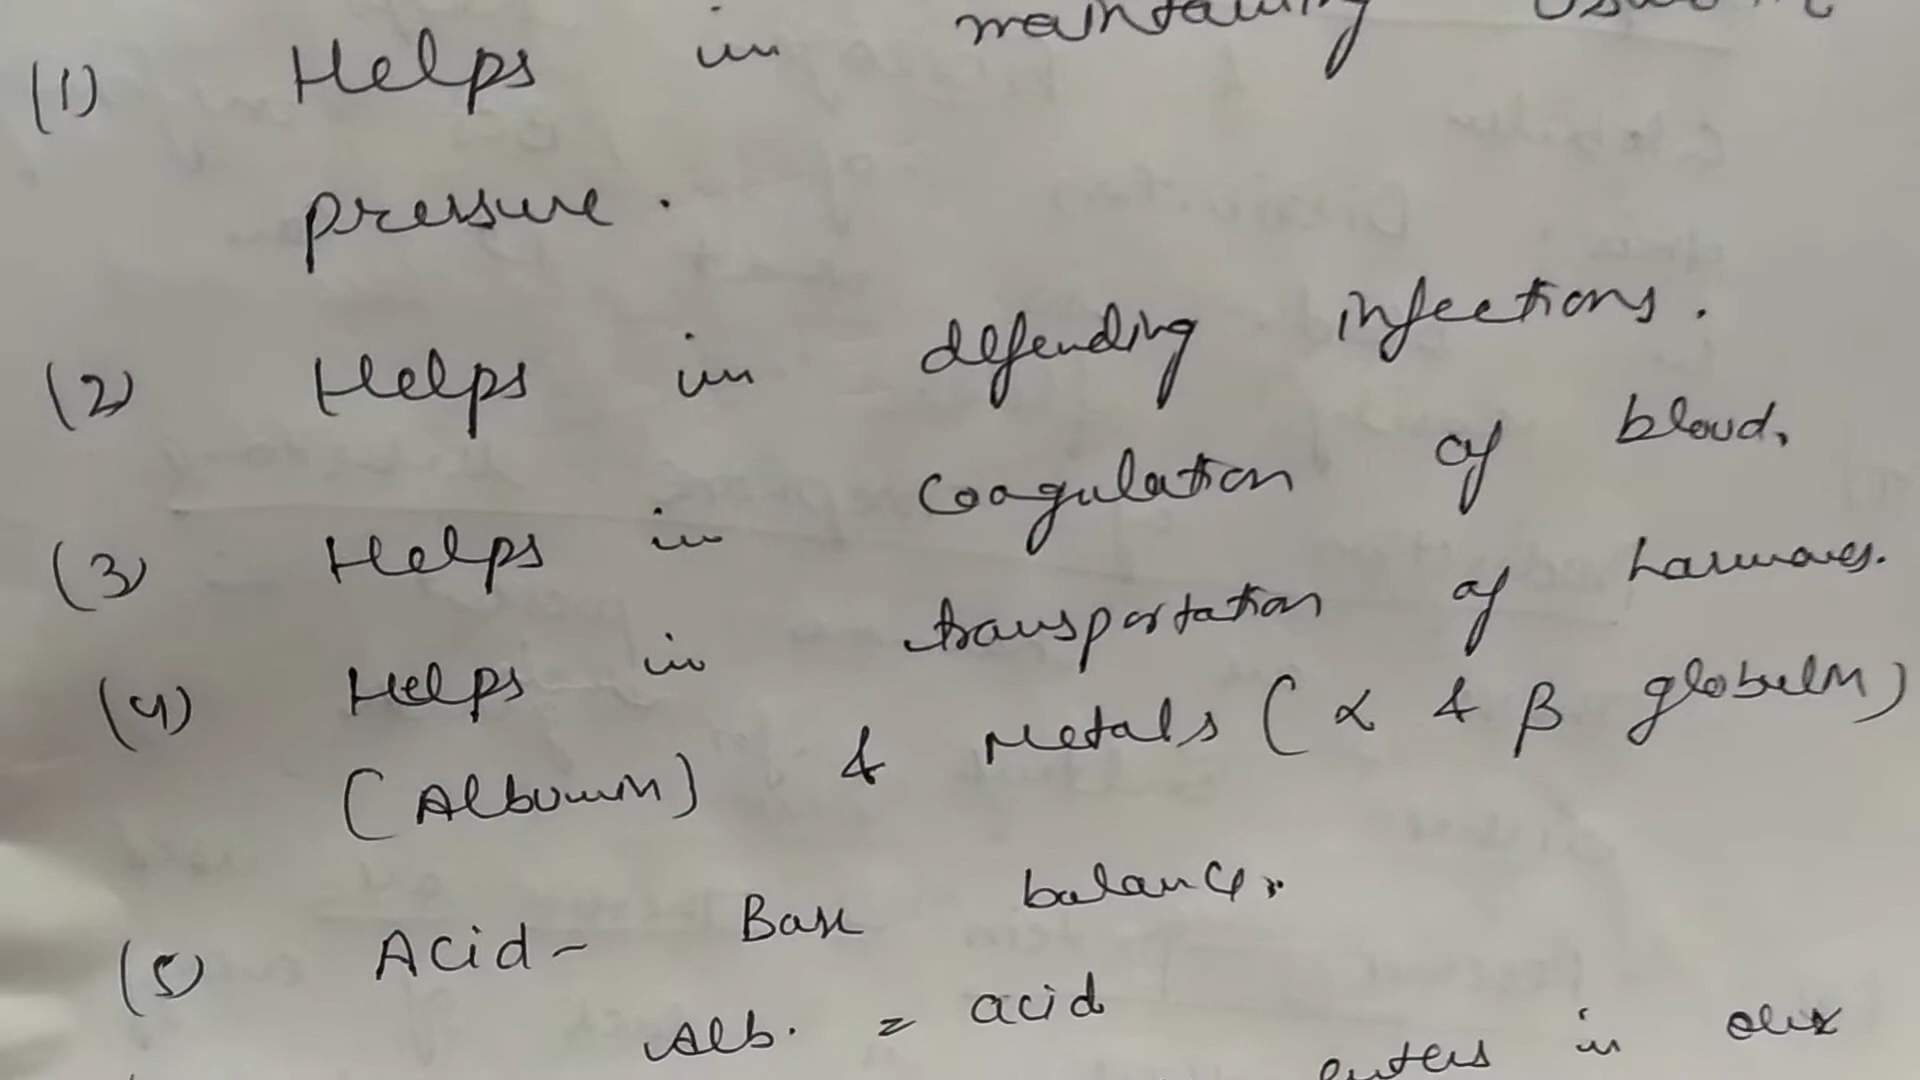 (1) Helps in maintaining
pressure.
(2) Helps in defending infections.
(3) Helps in coagulation of blood.
(4) Helps in transportation of harmones.
(Albumin) & Metals (α & β globulin)
(5) Acid- Base balance.
Alb. = acid
enters in our